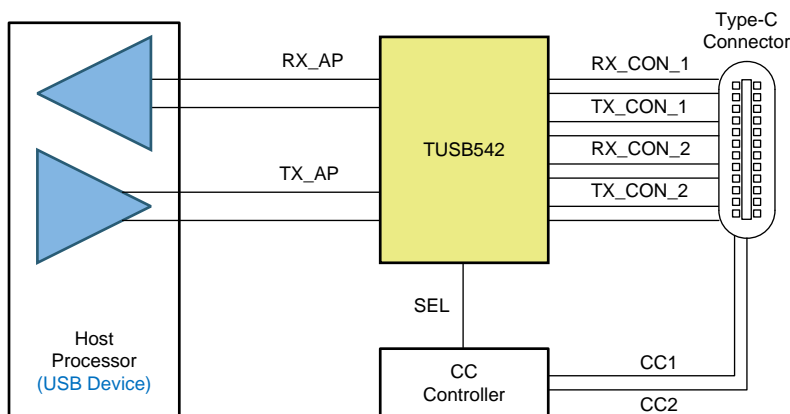 Type-C
Connector
RX_AP
RX_CON_1
TX_CON_1
TUSB542
RX_CON_2
TX_AP
TX_CON_2
SEL
Host
Processor
(USB Device)
CC
Controller
CC1
CC2